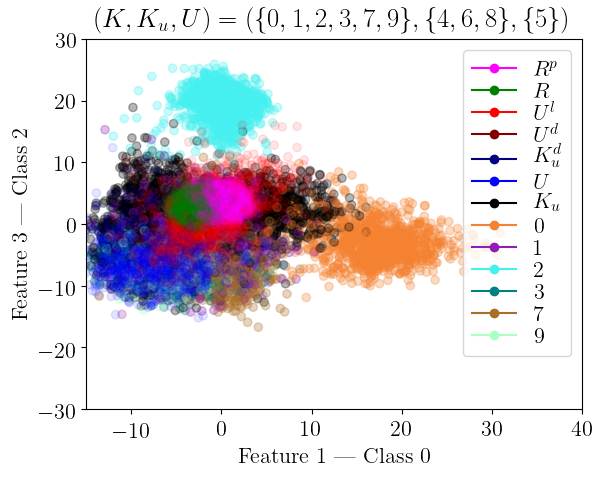 (K, K_u, U) = ({0, 1, 2, 3, 7, 9}, {4, 6, 8}, {5})
Feature 3 — Class 2
30
20
10
0
−10
−20
−30
−10
0
10
20
30
40
Feature 1 — Class 0
R^p
R
U^l
U^d
K_u^d
U
K_u
0
1
2
3
7
9